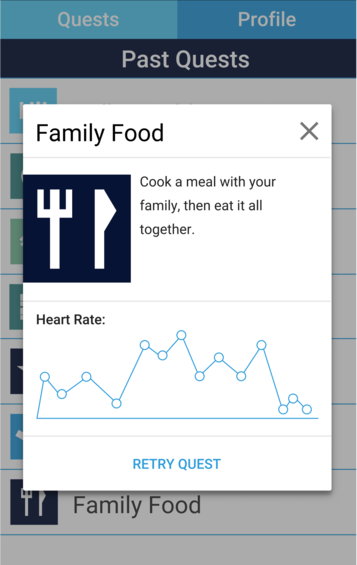 Quests
Profile
Past Quests
Family Food
Cook a meal with your
family, then eat it all
together.
Heart Rate:
RETRY QUEST
Family Food